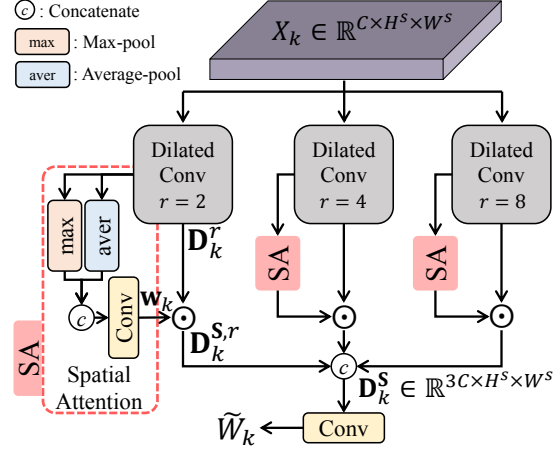 c : Concatenate
max : Max-pool
aver : Average-pool
X_k ∈ ℝ^{C×H^s×W^s}
Dilated
Conv
r = 2
Dilated
Conv
r = 4
Dilated
Conv
r = 8
max
aver
D_k^r
SA
SA
c
Conv
w_k
D_k^{s,r}
SA
Spatial
Attention
c
D_k^s ∈ ℝ^{3C×H^s×W^s}
W̃_k
Conv